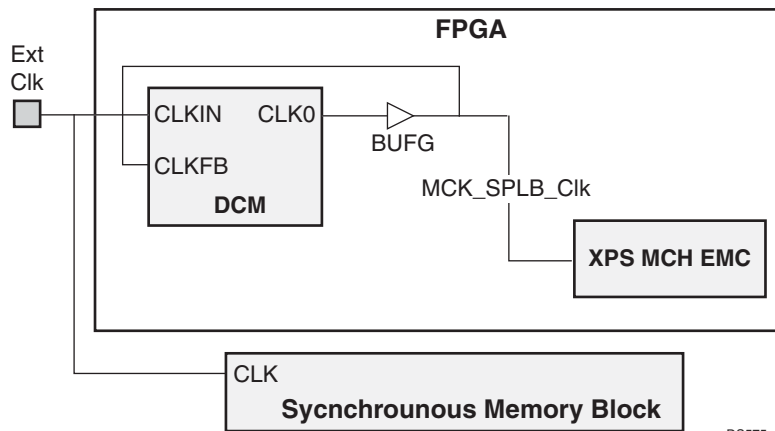 FPGA
Ext
Clk
CLKIN
CLK0
BUFG
CLKFB
DCM
MCK_SPLB_Clk
XPS MCH EMC
CLK
Sycnchrounous Memory Block